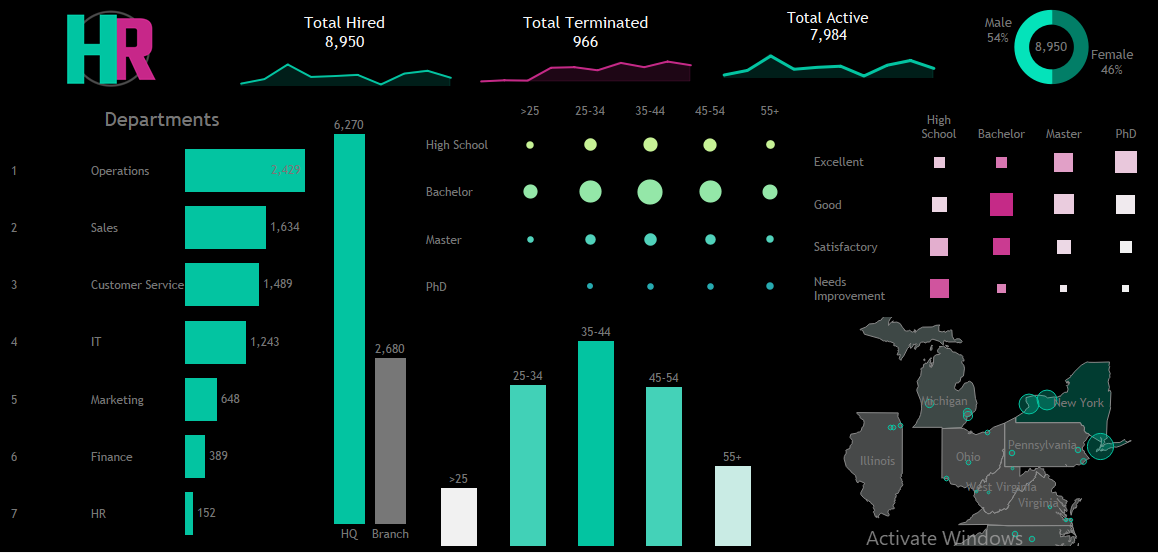 HR
Total Hired
8,950
Total Terminated
966
Total Active
7,984
Male
54%
8,950
Female
46%
Departments
1 Operations 2,429
2 Sales 1,634
3 Customer Service 1,489
4 IT 1,243
5 Marketing 648
6 Finance 389
7 HR 152
6,270
2,680
HQ Branch
>25 25-34 35-44 45-54 55+
High School
Bachelor
Master
PhD
>25
25-34
35-44
45-54
55+
High
School Bachelor Master PhD
Excellent
Good
Satisfactory
Needs
Improvement
Michigan
New York
Pennsylvania
Illinois
Ohio
West Virginia
Virginia
Activate Windows